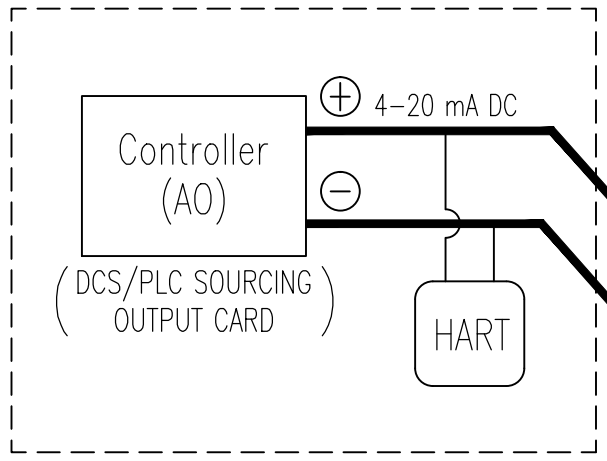 + 4-20 mA DC
Controller
(AO)
−
(DCS/PLC SOURCING
OUTPUT CARD)
HART